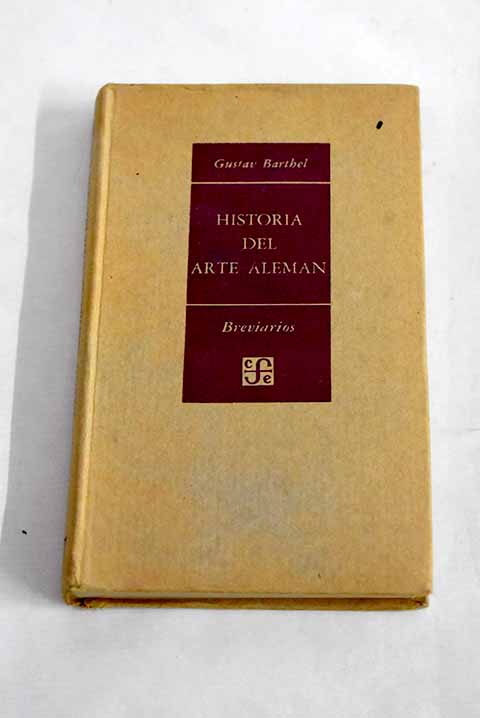 Gustav Barthel
HISTORIA
DEL
ARTE ALEMAN
Breviarios
c f e